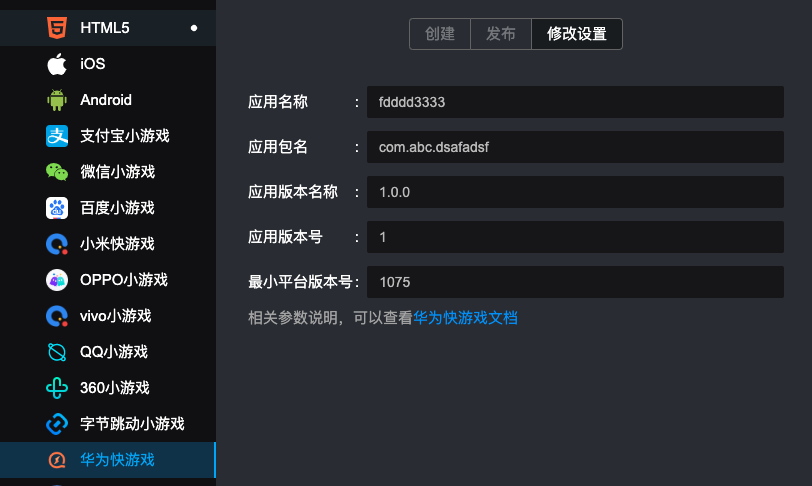 HTML5
iOS
Android
支付宝小游戏
微信小游戏
百度小游戏
小米快游戏
OPPO小游戏
vivo小游戏
QQ小游戏
360小游戏
字节跳动小游戏
华为快游戏
创建 发布 修改设置
应用名称 : fdddd3333
应用包名 : com.abc.dsafadsf
应用版本名称 : 1.0.0
应用版本号 : 1
最小平台版本号: 1075
相关参数说明，可以查看华为快游戏文档